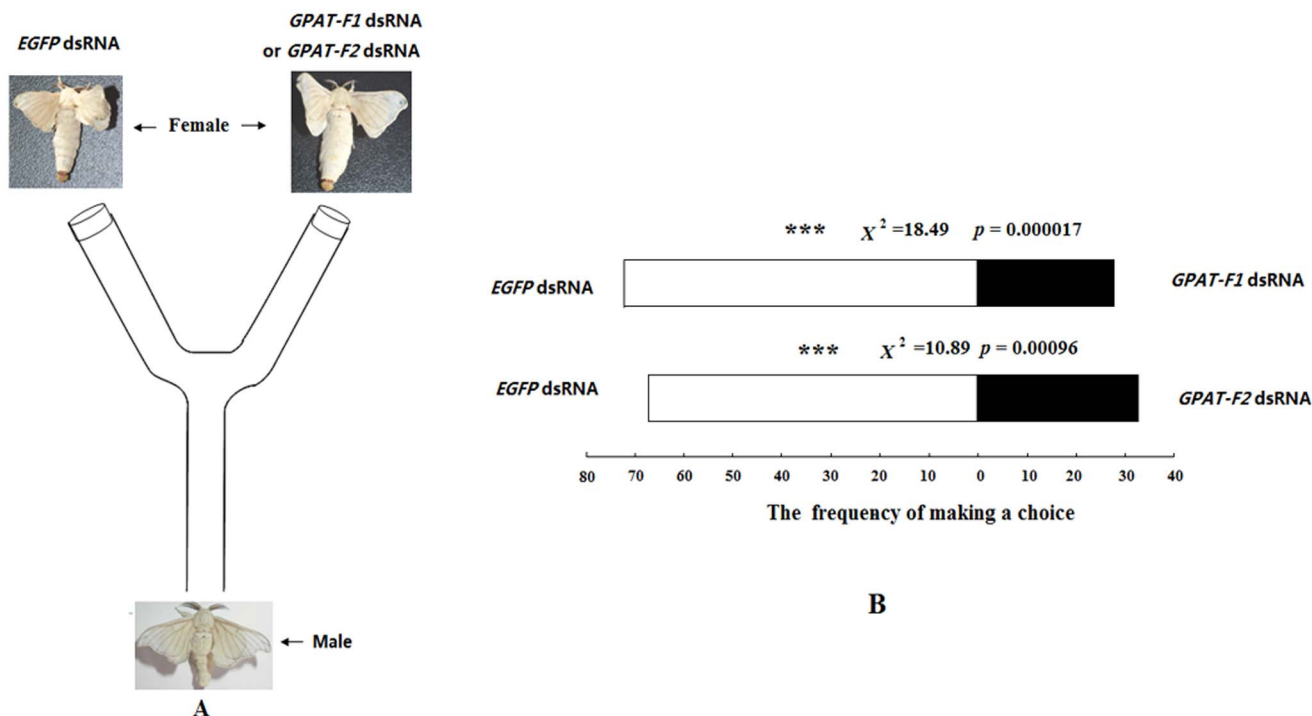 EGFP dsRNA
GPAT-F1 dsRNA
or GPAT-F2 dsRNA
← Female →
← Male
A
*** X² =18.49 p = 0.000017
EGFP dsRNA
GPAT-F1 dsRNA
*** X² =10.89 p = 0.00096
EGFP dsRNA
GPAT-F2 dsRNA
80 70 60 50 40 30 20 10 0 10 20 30 40
The frequency of making a choice
B